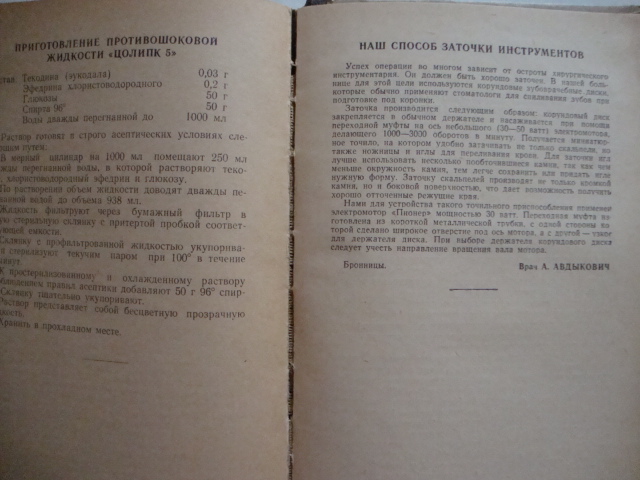 ПРИГОТОВЛЕНИЕ ПРОТИВОШОКОВОЙ
ЖИДКОСТИ «ЦОЛИПК 5»
Текодина (эукодала) 0,03 г
Эфедрина хлористоводородного 0,2 г
Глюкозы 50 г
Спирта 96° 50 г
Воды дважды перегнанной до 1000 мл
Раствор готовят в строго асептических условиях сле-
путем.
В мерный цилиндр на 1000 мл помещают 250 мл
перегнанной воды, в которой растворяют теко-
хлористоводородный эфедрин и глюкозу.
По растворения объем жидкости доводят дважды пе-
водой до объема 938 мл.
Жидкость фильтруют через бумажный фильтр в
стерильную склянку с притертой пробкой соответ-
емкости.
Склянку с профильтрованной жидкостью укупорива-
стерилизуют текучим паром при 100° в течение
К простерилизованному и охлажденному раствору
правил асептики добавляют 50 г 96° спир-
Склянку тщательно укупоривают.
Раствор представляет собой бесцветную прозрачную
Хранить в прохладном месте.
НАШ СПОСОБ ЗАТОЧКИ ИНСТРУМЕНТОВ
Успех операции во многом зависит от остроты хирургического
инструментария. Он должен быть хорошо заточен. В нашей боль-
нице для этой цели используются корундовые зубоврачебные диски,
которые обычно применяют стоматологи для спиливания зубов при
подготовке под коронки.
Заточка производится следующим образом: корундовый диск
закрепляется в обычном держателе и насаживается при помощи
переходной муфты на ось небольшого (30—50 ватт) электромотора,
делающего 1000—3000 оборотов в минуту. Получается миниатюр-
ное точило, на котором удобно затачивать не только скальпели, но
также ножницы и иглы для переливания крови. Для заточки игл
лучше использовать несколько пообточившиеся камни, так как чем
меньше окружность камня, тем легче сохранить или придать игле
нужную форму. Заточку скальпелей производят не только кромкой
камня, но и боковой поверхностью, что дает возможность получить
хорошо отточенные режущие края.
Нами для устройства такого точильного приспособления применен
электромотор «Пионер» мощностью 30 ватт. Переходная муфта из-
готовлена из короткой металлической трубки, с одной стороны ко-
торой сделано широкое отверстие под ось мотора, а с другой — узкое
для держателя диска. При выборе держателя корундового диска
следует учесть направление вращения вала мотора.
Бронницы. Врач А. АВДЫКОВИЧ